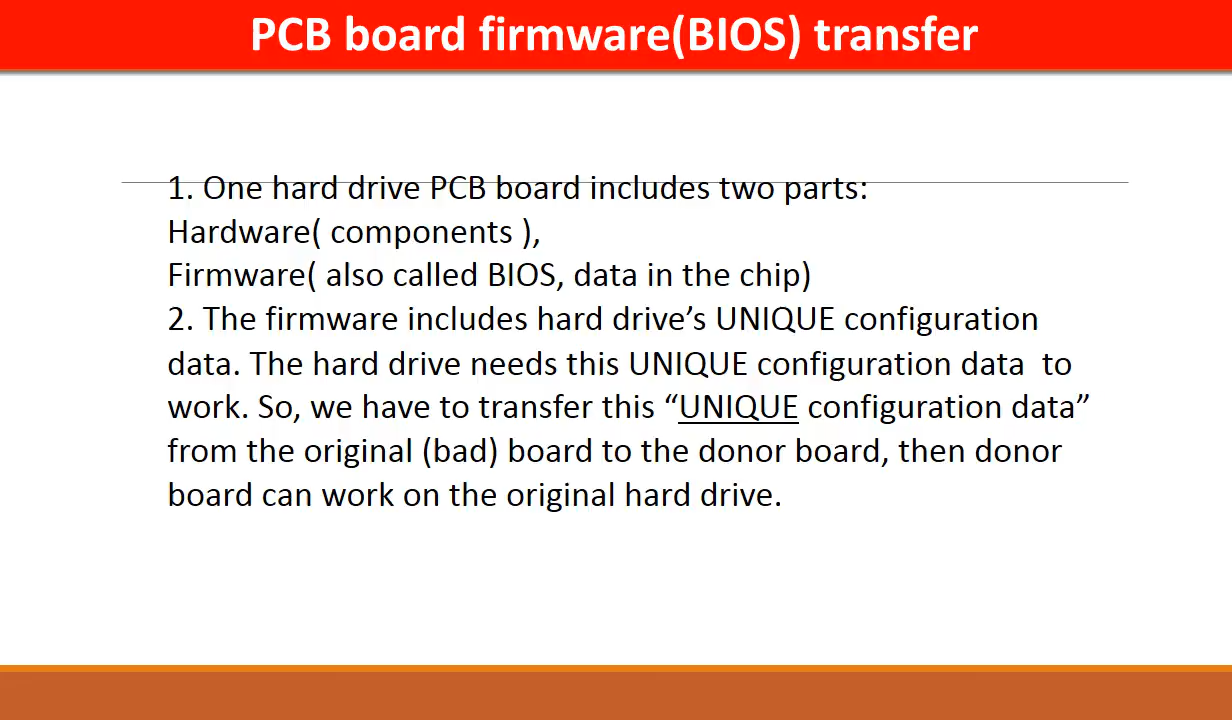 PCB board firmware(BIOS) transfer
1. One hard drive PCB board includes two parts:
Hardware( components ),
Firmware( also called BIOS, data in the chip)
2. The firmware includes hard drive’s UNIQUE configuration
data. The hard drive needs this UNIQUE configuration data  to
work. So, we have to transfer this “UNIQUE configuration data”
from the original (bad) board to the donor board, then donor
board can work on the original hard drive.